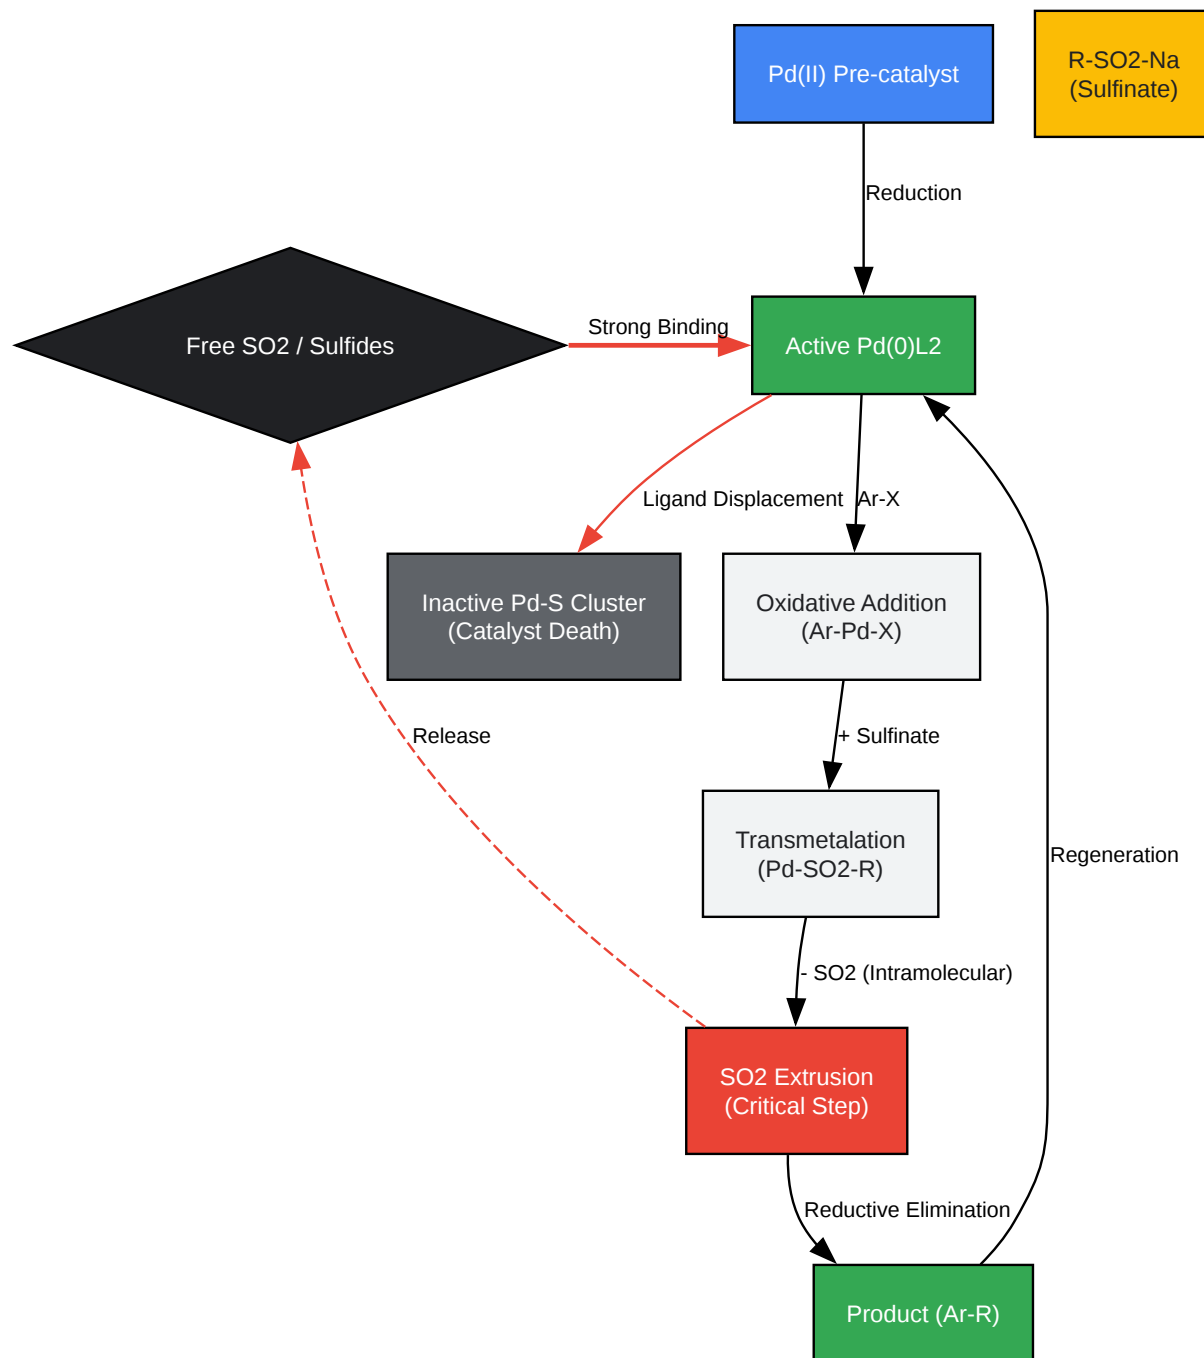 Pd(II) Pre-catalyst
R-SO2-Na
(Sulfinate)
Reduction
Free SO2 / Sulfides
Strong Binding
Active Pd(0)L2
Ligand Displacement
Ar-X
Inactive Pd-S Cluster
(Catalyst Death)
Oxidative Addition
(Ar-Pd-X)
Release
+ Sulfinate
Transmetalation
(Pd-SO2-R)
Regeneration
- SO2 (Intramolecular)
SO2 Extrusion
(Critical Step)
Reductive Elimination
Product (Ar-R)